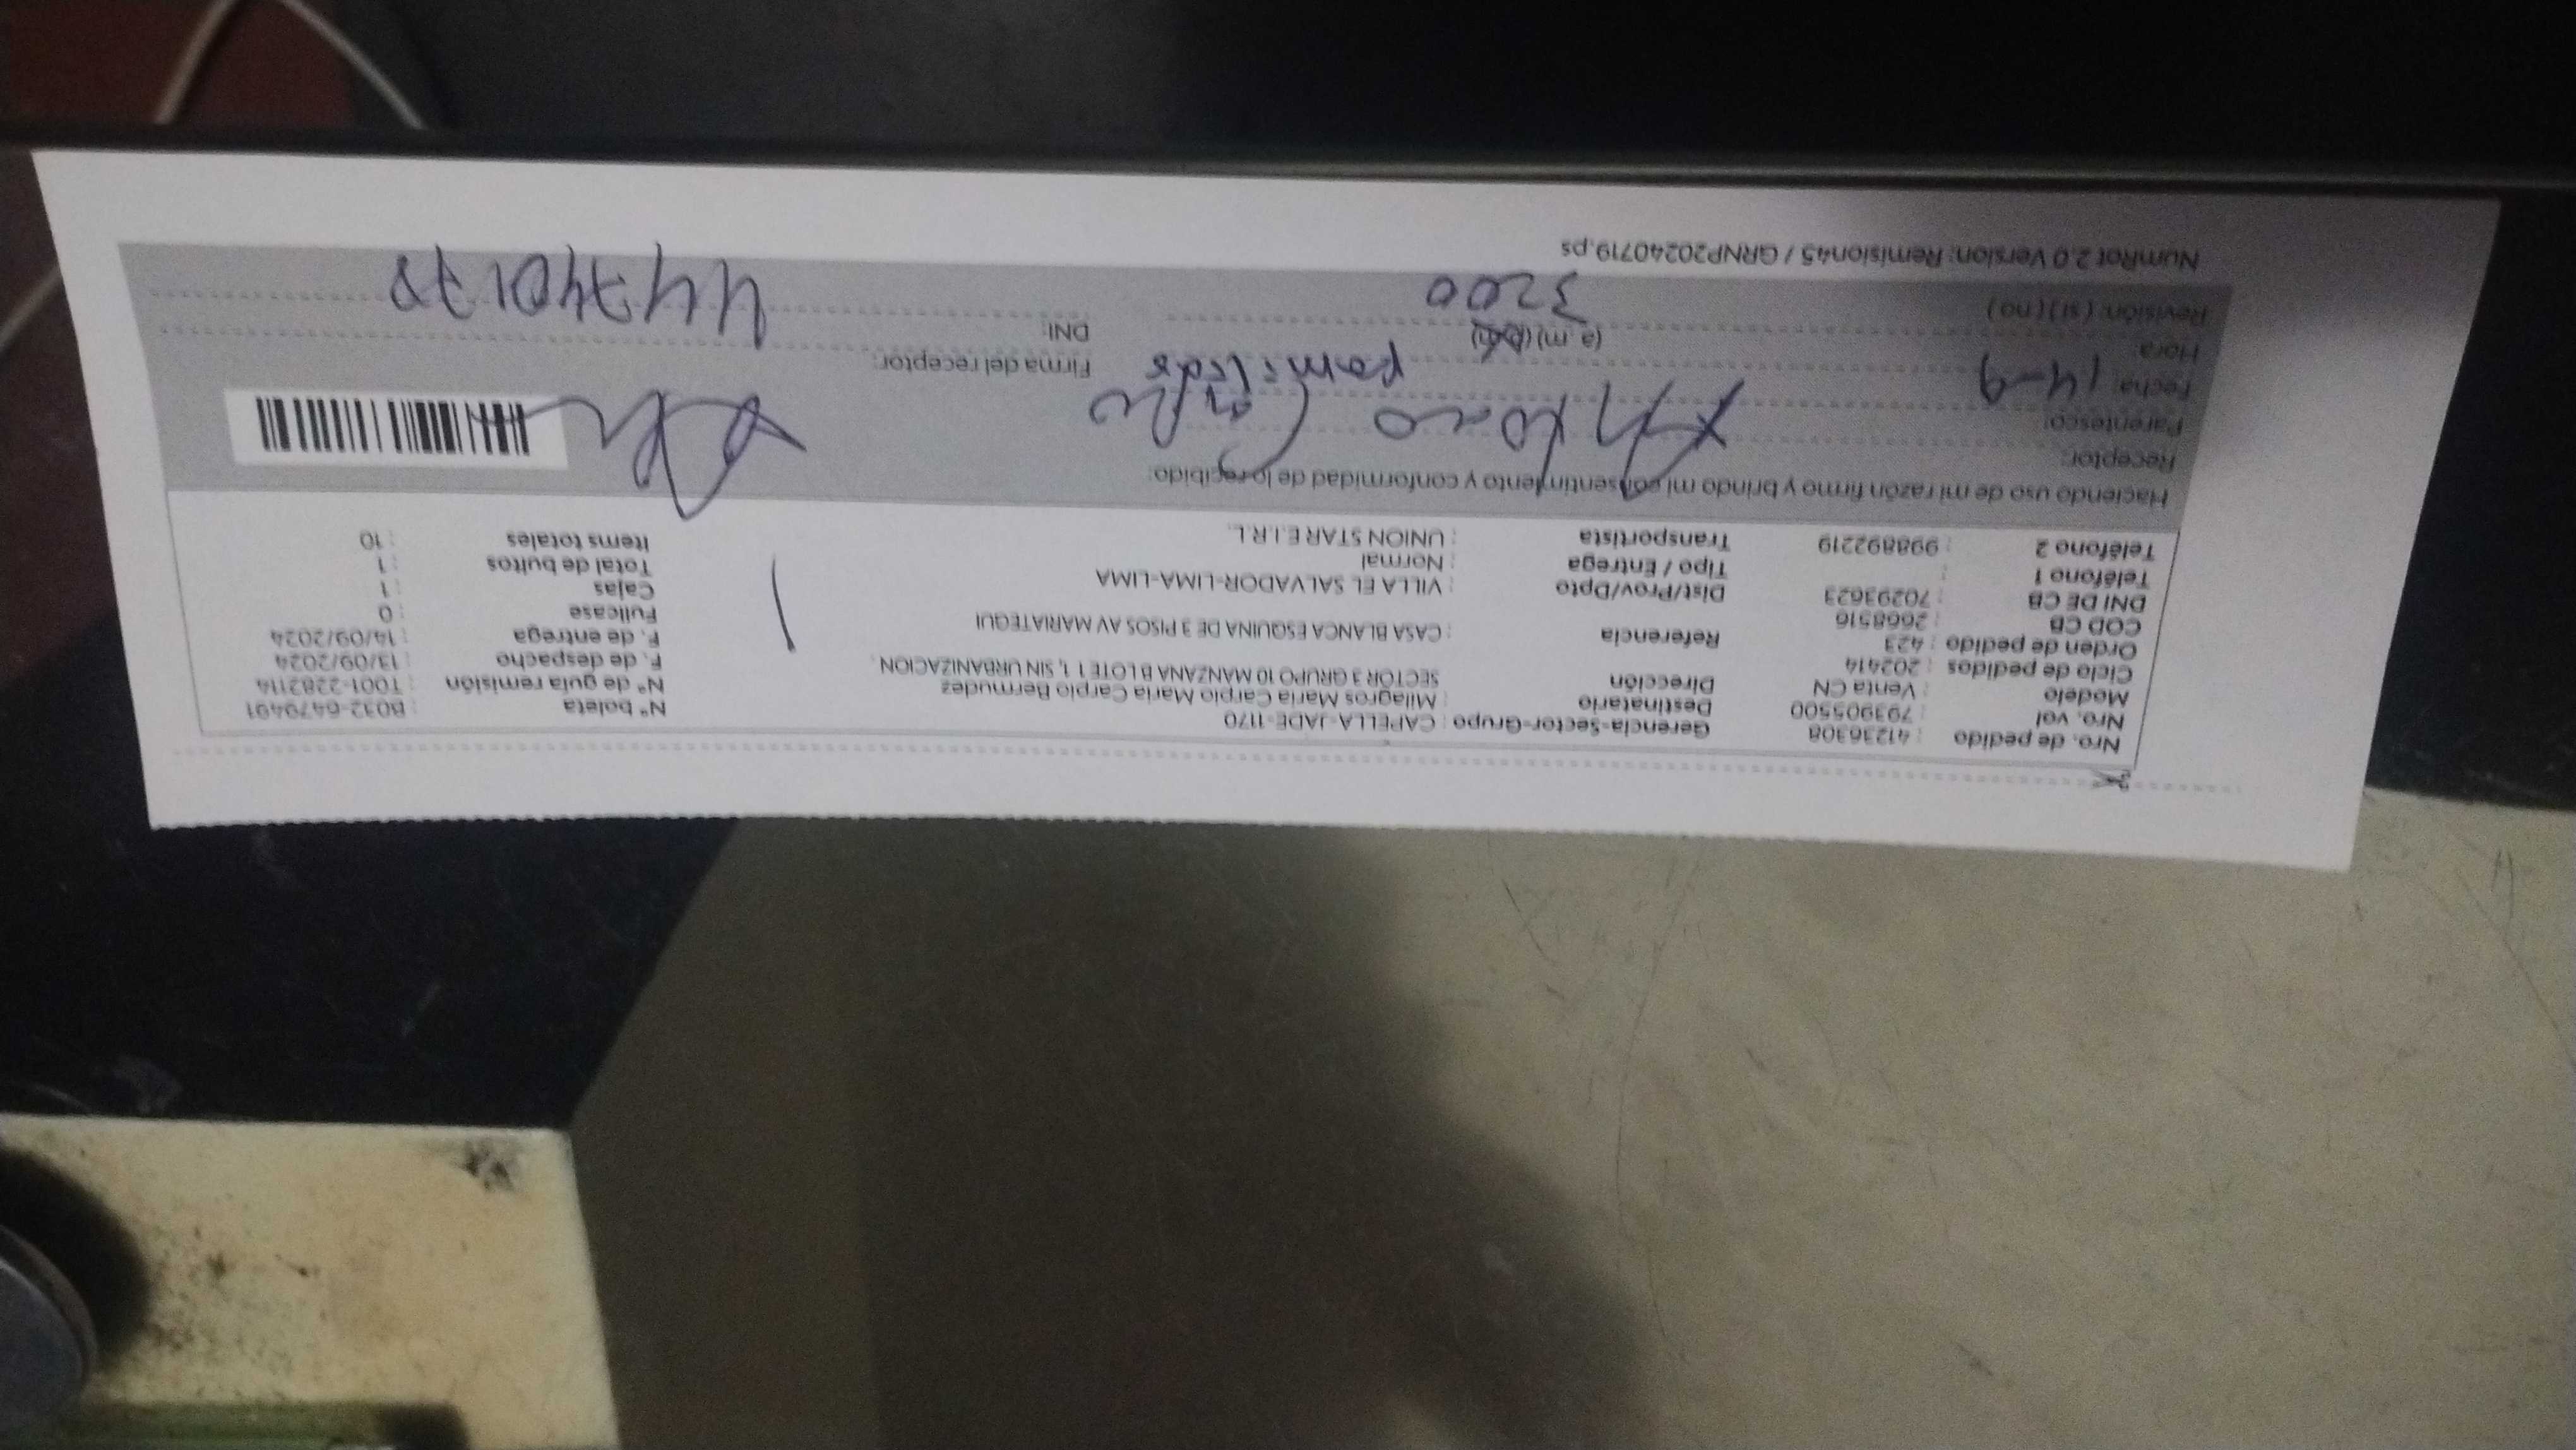 Nro. de pedido : 41236308 Gerencia-Sector-Grupo : CAPELLA-JADE-1170 N° boleta : B032-6479491
Nro. vol : 793905500 Destinatario : Milagros Maria Carpio Maria Carpio Bermudez N° de guía remisión : T001-2282114
Modelo : Venta CN Dirección SECTOR 3 GRUPO 10 MANZANA B LOTE 1 1, SIN URBANIZACION. F. de despacho : 13/09/2024
Ciclo de pedidos : 202414 F. de entrega : 14/09/2024
Orden de pedido : 423 Referencia : CASA BLANCA ESQUINA DE 3 PISOS AV MARIATEGUI Fullcase : 0
COD CB : 2668516 Cajas : 1
DNI DE CB : 70293623 Dist/Prov/Dpto : VILLA EL SALVADOR-LIMA-LIMA Total de bultos : 1
Teléfono 1 : Tipo / Entrega : Normal Items totales : 10
Teléfono 2 : 998892219 Transportista : UNION STAR E.I.R.L.
Haciendo uso de mi razón firmo y brindo mi consentimiento y conformidad de lo recibido:
Receptor:
Parentesco:
Fecha: 14-9 Firma del receptor:
Hora: (a.m) DNI:
Revisión: (si) (no) 3200
NumRot 2.0 Version: Remision45 / GRNP20240719.ps